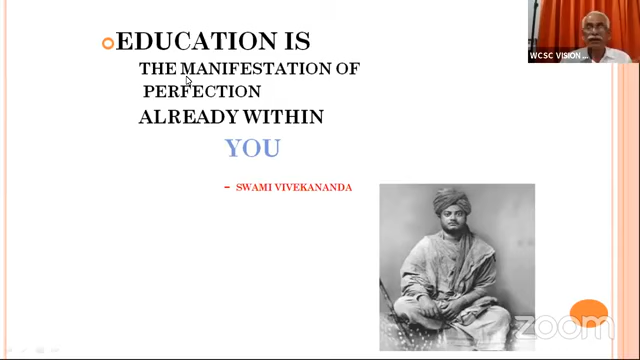 EDUCATION IS
THE MANIFESTATION OF
PERFECTION
ALREADY WITHIN
YOU
– SWAMI VIVEKANANDA
WCSC VISION ...
zoom